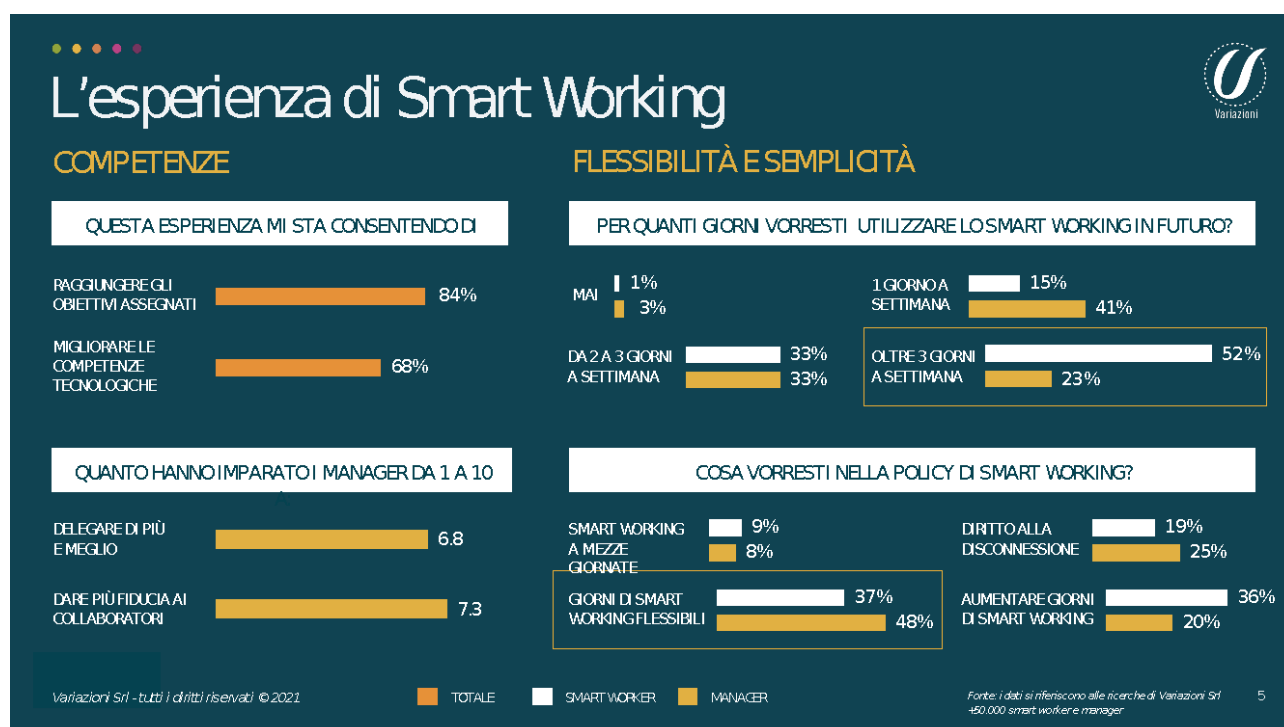 L'esperienza di Smart Working
Variazioni
COMPETENZE
QUESTA ESPERIENZA MI STA CONSENTENDO DI
RAGGIUNGERE GLI
OBIETTIVI ASSEGNATI
84%
MIGLIORARE LE
COMPETENZE
TECNOLOGICHE
68%
QUANTO HANNO IMPARATO I MANAGER DA 1 A 10
DELEGARE DI PIÙ
E MEGLIO
6.8
DARE PIÙ FIDUCIA AI
COLLABORATORI
7.3
FLESSIBILITÀ E SEMPLICITÀ
PER QUANTI GIORNI VORRESTI UTILIZZARE LO SMART WORKING IN FUTURO?
MAI
1%
3%
1 GIORNO A
SETTIMANA
15%
41%
DA 2 A 3 GIORNI
A SETTIMANA
33%
33%
OLTRE 3 GIORNI
A SETTIMANA
52%
23%
COSA VORRESTI NELLA POLICY DI SMART WORKING?
SMART WORKING
A MEZZE
GIORNATE
9%
8%
DIRITTO ALLA
DISCONNESSIONE
19%
25%
GIORNI DI SMART
WORKING FLESSIBILI
37%
48%
AUMENTARE GIORNI
DI SMART WORKING
36%
20%
Variazioni Srl - tutti i diritti riservati © 2021
TOTALE
SMART WORKER
MANAGER
Fonte: i dati si riferiscono alle ricerche di Variazioni Srl
+50.000 smart worker e manager
5